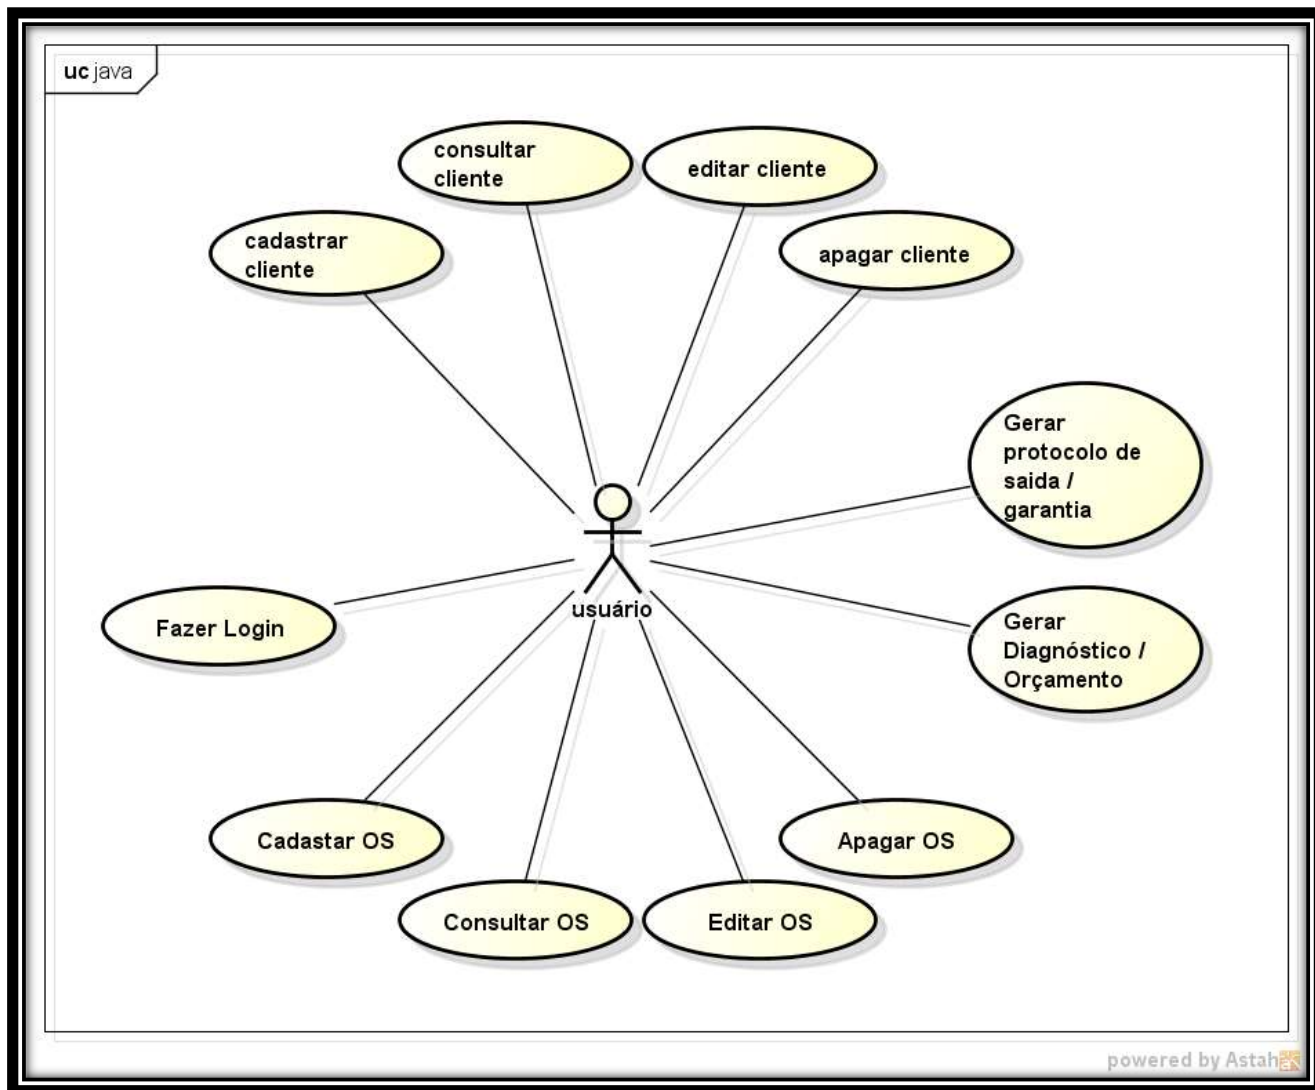 uc java
consultar
cliente
editar cliente
cadastrar
cliente
apagar cliente
Gerar
protocolo de
saida /
garantia
usuário
Fazer Login
Gerar
Diagnóstico /
Orçamento
Cadastar OS
Apagar OS
Consultar OS
Editar OS
powered by Astah